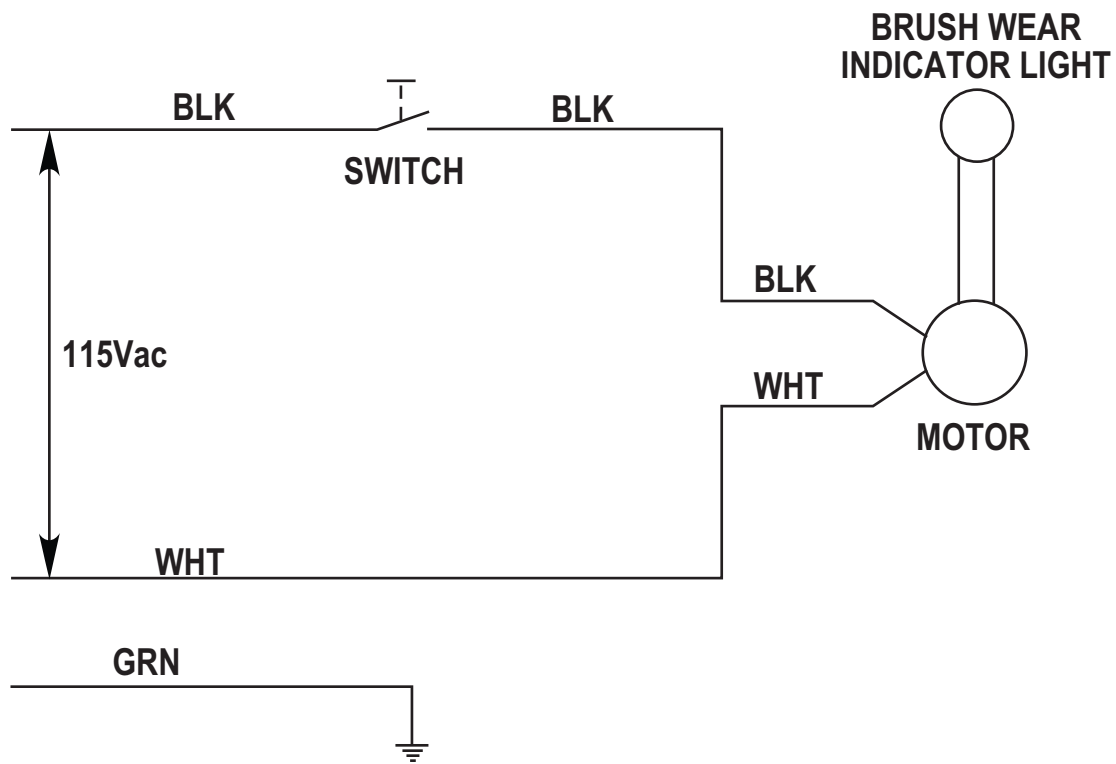 BRUSH WEAR
INDICATOR LIGHT
BLK
BLK
SWITCH
BLK
115Vac
WHT
MOTOR
WHT
GRN